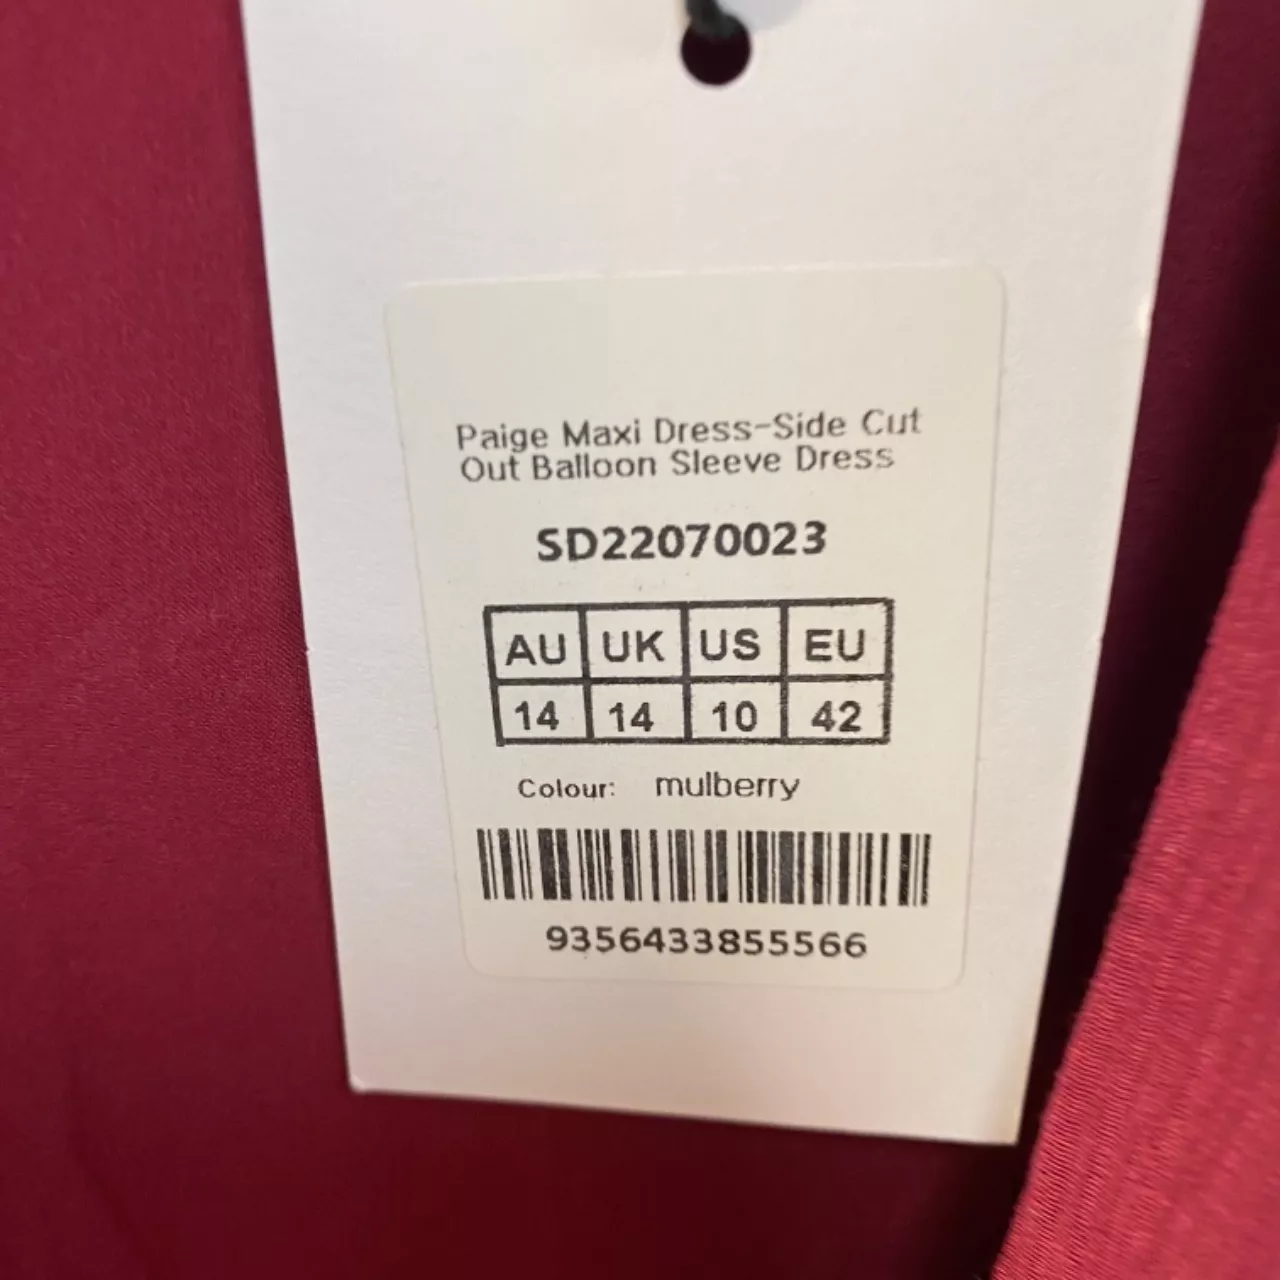 Paige Maxi Dress-Side Cut
Out Balloon Sleeve Dress
SD22070023
AU UK US EU
14 14 10 42
Colour: mulberry
9356433855566